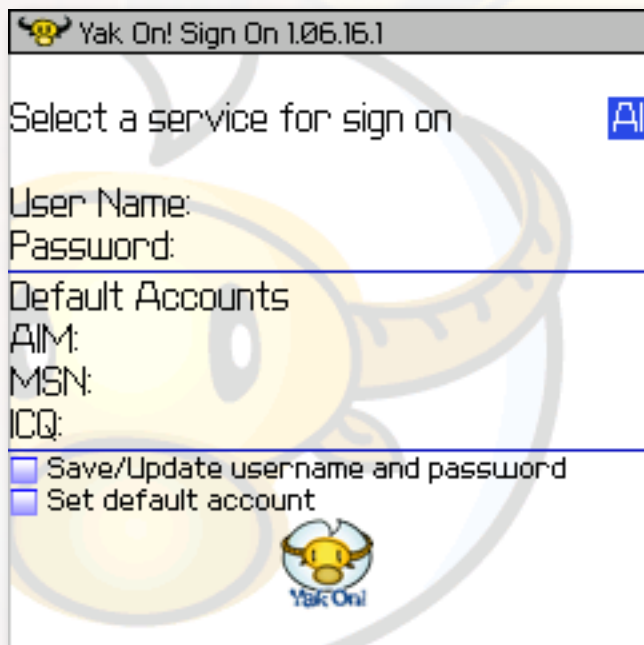 Yak On! Sign On 1.06.16.1
Select a service for sign on
User Name:
Password:
Default Accounts
AIM:
MSN:
ICQ:
Save/Update username and password
Set default account
Yak On!